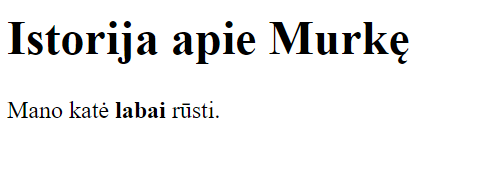 Istorija apie Murkę
Mano katė labai rūsti.